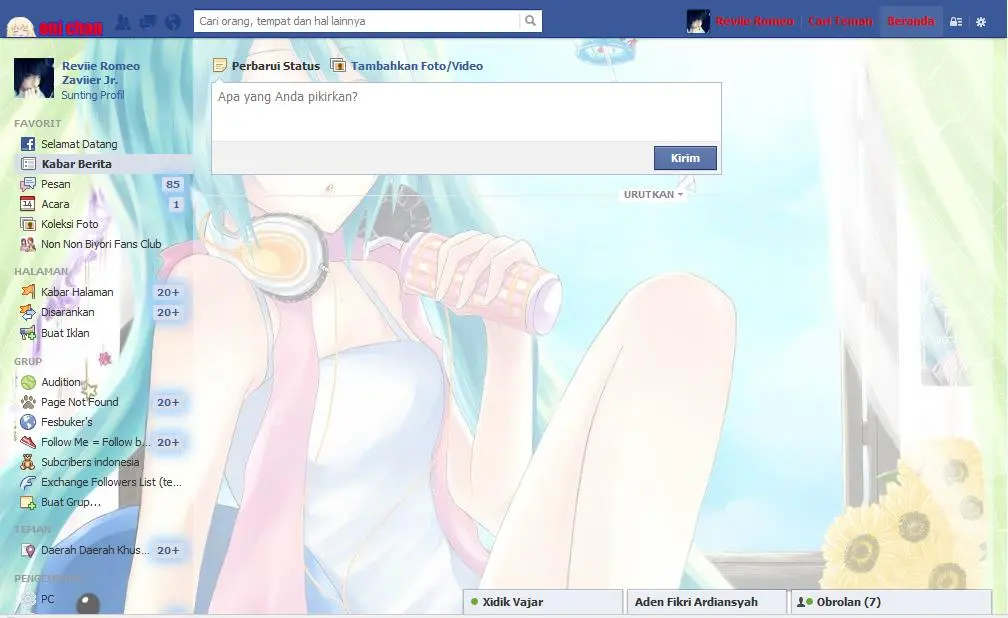 oni chan
Cari orang, tempat dan hal lainnya
Reviie Romeo
Cari Teman
Beranda
Reviie Romeo
Zaviier Jr.
Sunting Profil
FAVORIT
Selamat Datang
Kabar Berita
Pesan 85
Acara 1
Koleksi Foto
Non Non Biyori Fans Club
HALAMAN
Kabar Halaman 20+
Disarankan 20+
Buat Iklan
GRUP
Audition
Page Not Found 20+
Fesbuker's
Follow Me = Follow b... 20+
Subcribers indonesia
Exchange Followers List (te...
Buat Grup...
TEMAN
Daerah Daerah Khus... 20+
PC
Perbarui Status
Tambahkan Foto/Video
Apa yang Anda pikirkan?
Kirim
URUTKAN
Xidik Vajar
Aden Fikri Ardiansyah
Obrolan (7)